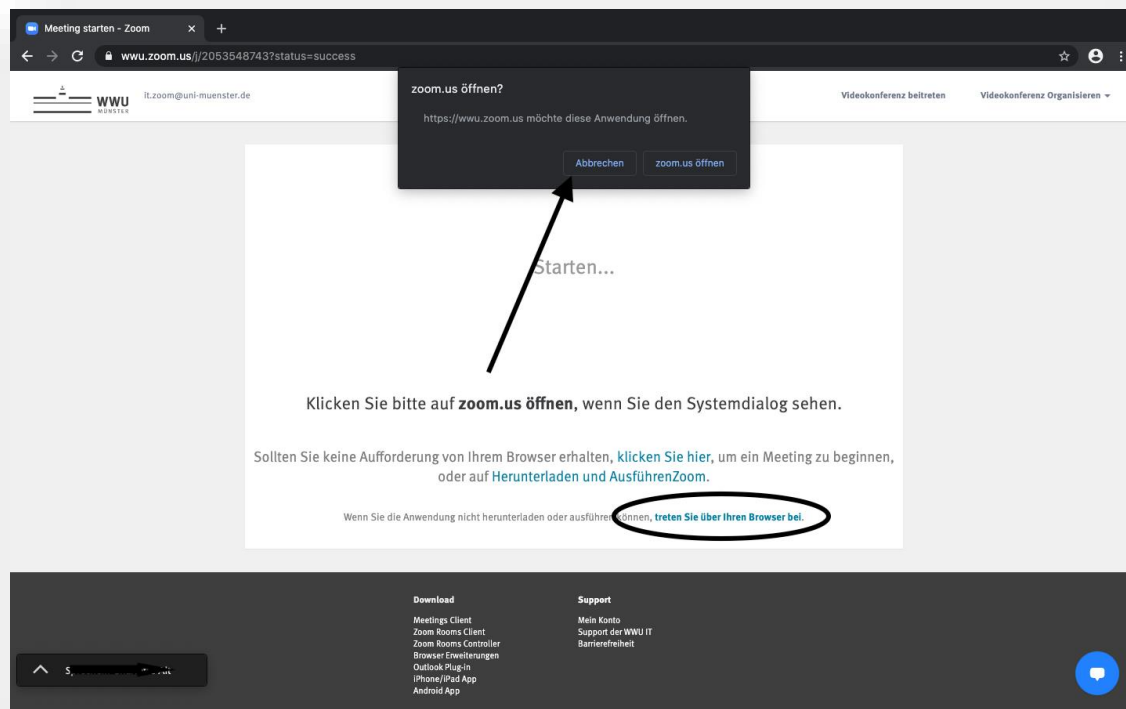 Meeting starten - Zoom
wwu.zoom.us/j/2053548743?status=success
WWU
MÜNSTER
it.zoom@uni-muenster.de
Videokonferenz beitreten
Videokonferenz Organisieren
zoom.us öffnen?
https://wwu.zoom.us möchte diese Anwendung öffnen.
Abbrechen
zoom.us öffnen
Starten...
Klicken Sie bitte auf zoom.us öffnen, wenn Sie den Systemdialog sehen.
Sollten Sie keine Aufforderung von Ihrem Browser erhalten, klicken Sie hier, um ein Meeting zu beginnen,
oder auf Herunterladen und AusführenZoom.
Wenn Sie die Anwendung nicht herunterladen oder ausführen können, treten Sie über Ihren Browser bei.
Download
Meetings Client
Zoom Rooms Client
Zoom Rooms Controller
Browser Erweiterungen
Outlook Plug-in
iPhone/iPad App
Android App
Support
Mein Konto
Support der WWU IT
Barrierefreiheit